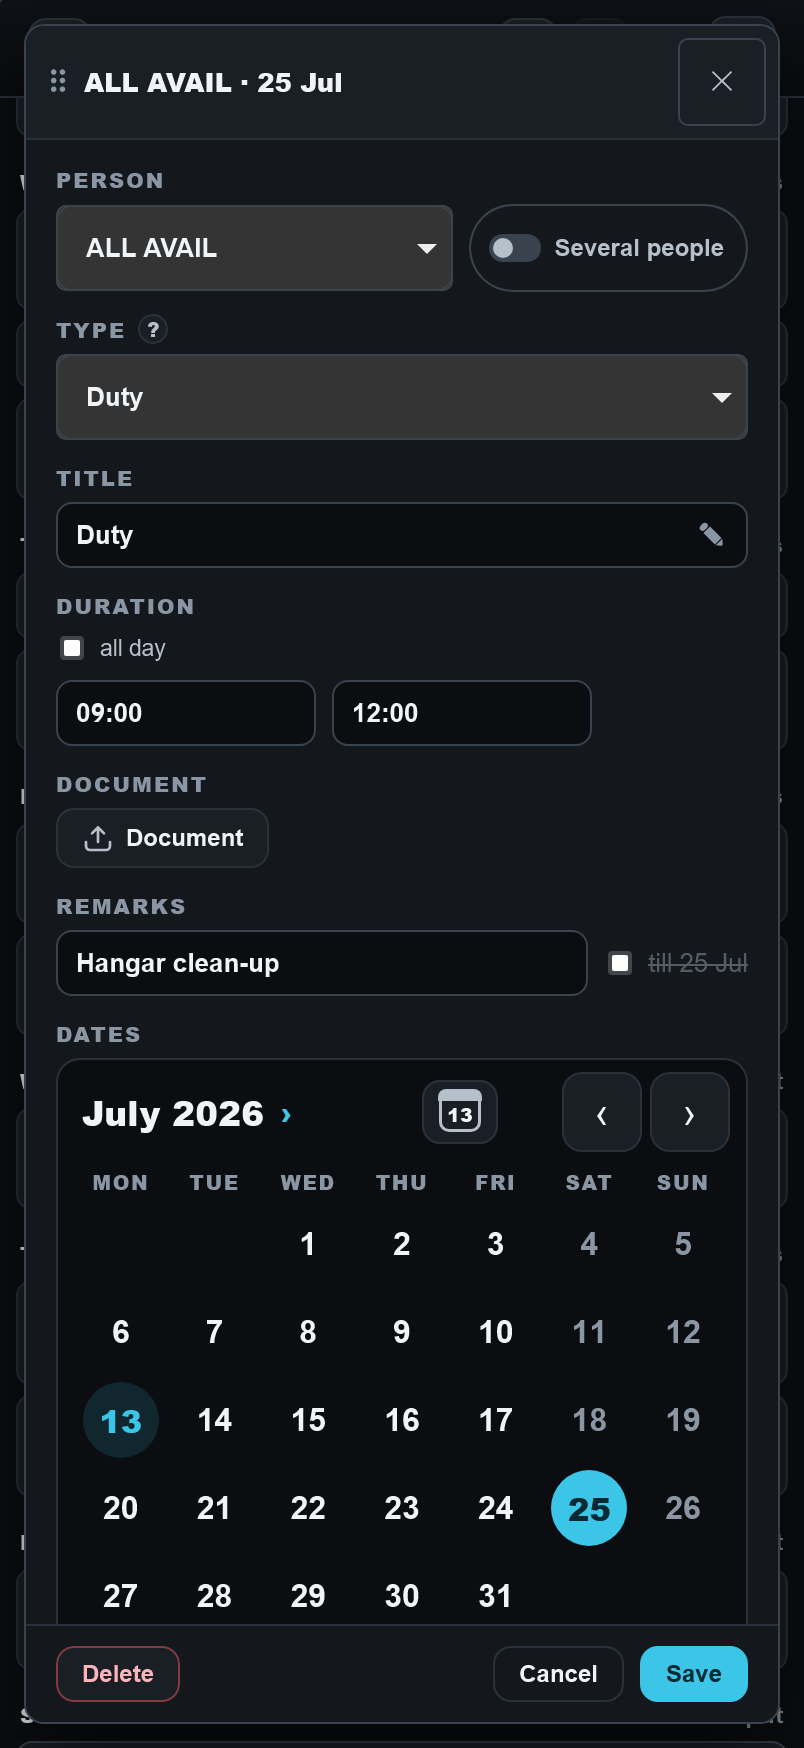 ALL AVAIL · 25 Jul
PERSON
ALL AVAIL
Several people
TYPE ?
Duty
TITLE
Duty
DURATION
all day
09:00 12:00
DOCUMENT
Document
REMARKS
Hangar clean-up
till 25 Jul
DATES
July 2026 ›
13
‹ ›
MON TUE WED THU FRI SAT SUN
1 2 3 4 5
6 7 8 9 10 11 12
13 14 15 16 17 18 19
20 21 22 23 24 25 26
27 28 29 30 31
Delete Cancel Save